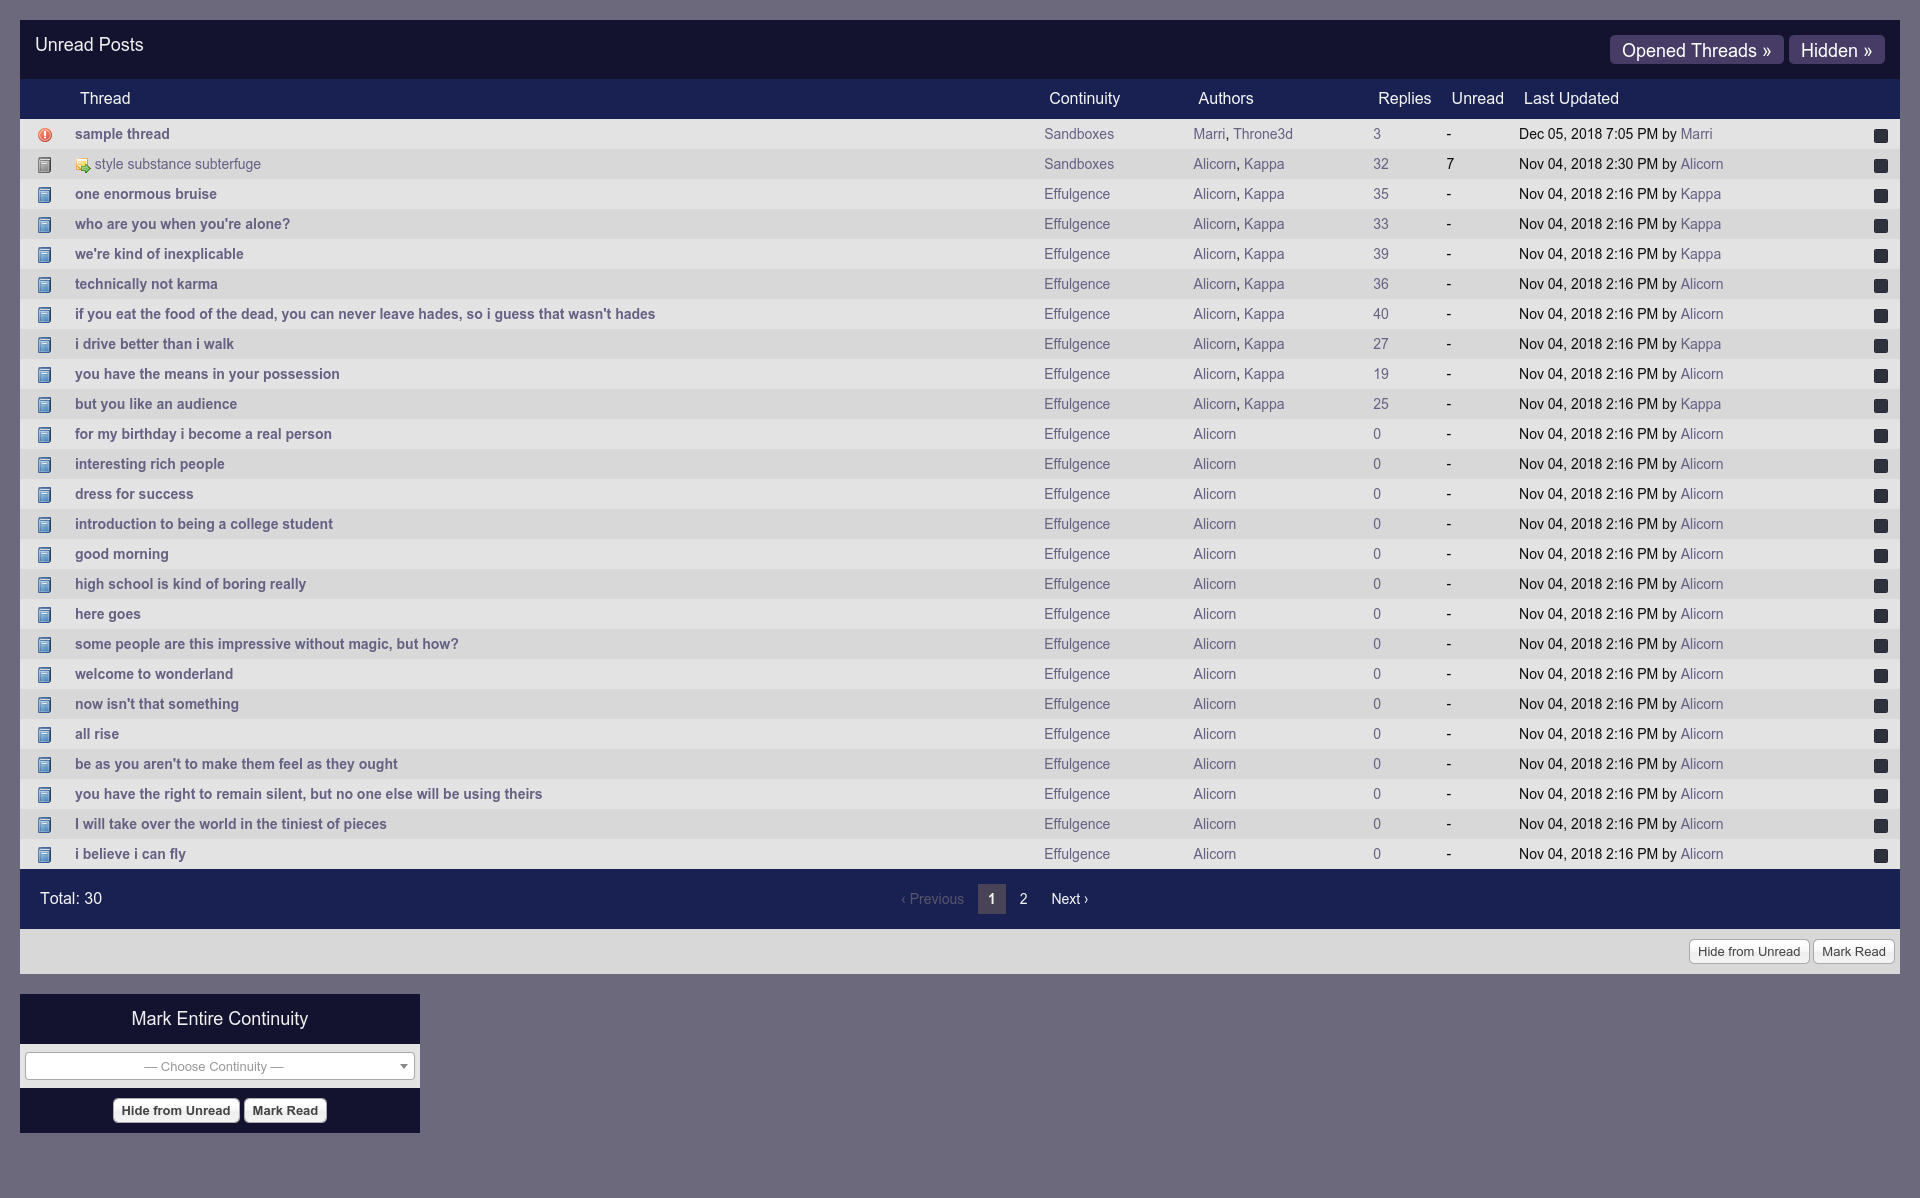 Unread Posts Opened Threads » Hidden »
Thread Continuity Authors Replies Unread Last Updated
sample thread Sandboxes Marri, Throne3d 3 - Dec 05, 2018 7:05 PM by Marri
style substance subterfuge Sandboxes Alicorn, Kappa 32 7 Nov 04, 2018 2:30 PM by Alicorn
one enormous bruise Effulgence Alicorn, Kappa 35 - Nov 04, 2018 2:16 PM by Kappa
who are you when you're alone? Effulgence Alicorn, Kappa 33 - Nov 04, 2018 2:16 PM by Kappa
we're kind of inexplicable Effulgence Alicorn, Kappa 39 - Nov 04, 2018 2:16 PM by Kappa
technically not karma Effulgence Alicorn, Kappa 36 - Nov 04, 2018 2:16 PM by Alicorn
if you eat the food of the dead, you can never leave hades, so i guess that wasn't hades Effulgence Alicorn, Kappa 40 - Nov 04, 2018 2:16 PM by Alicorn
i drive better than i walk Effulgence Alicorn, Kappa 27 - Nov 04, 2018 2:16 PM by Kappa
you have the means in your possession Effulgence Alicorn, Kappa 19 - Nov 04, 2018 2:16 PM by Alicorn
but you like an audience Effulgence Alicorn, Kappa 25 - Nov 04, 2018 2:16 PM by Kappa
for my birthday i become a real person Effulgence Alicorn 0 - Nov 04, 2018 2:16 PM by Alicorn
interesting rich people Effulgence Alicorn 0 - Nov 04, 2018 2:16 PM by Alicorn
dress for success Effulgence Alicorn 0 - Nov 04, 2018 2:16 PM by Alicorn
introduction to being a college student Effulgence Alicorn 0 - Nov 04, 2018 2:16 PM by Alicorn
good morning Effulgence Alicorn 0 - Nov 04, 2018 2:16 PM by Alicorn
high school is kind of boring really Effulgence Alicorn 0 - Nov 04, 2018 2:16 PM by Alicorn
here goes Effulgence Alicorn 0 - Nov 04, 2018 2:16 PM by Alicorn
some people are this impressive without magic, but how? Effulgence Alicorn 0 - Nov 04, 2018 2:16 PM by Alicorn
welcome to wonderland Effulgence Alicorn 0 - Nov 04, 2018 2:16 PM by Alicorn
now isn't that something Effulgence Alicorn 0 - Nov 04, 2018 2:16 PM by Alicorn
all rise Effulgence Alicorn 0 - Nov 04, 2018 2:16 PM by Alicorn
be as you aren't to make them feel as they ought Effulgence Alicorn 0 - Nov 04, 2018 2:16 PM by Alicorn
you have the right to remain silent, but no one else will be using theirs Effulgence Alicorn 0 - Nov 04, 2018 2:16 PM by Alicorn
I will take over the world in the tiniest of pieces Effulgence Alicorn 0 - Nov 04, 2018 2:16 PM by Alicorn
i believe i can fly Effulgence Alicorn 0 - Nov 04, 2018 2:16 PM by Alicorn
Total: 30 ‹ Previous 1 2 Next ›
Hide from Unread Mark Read
Mark Entire Continuity
— Choose Continuity —
Hide from Unread Mark Read